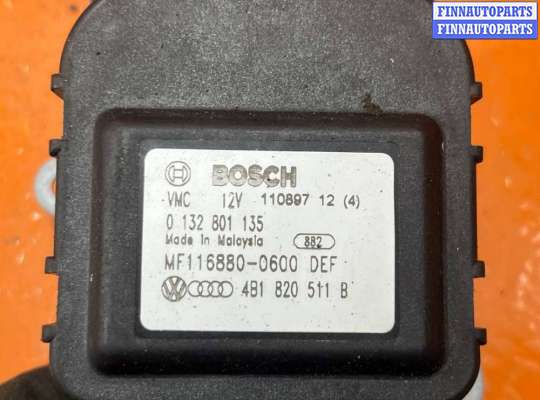 FINNAUTOPARTS
FINNAUTOPARTS
BOSCH
VMC 12V 110897 12 (4)
0 132 801 135
Made in Malaysia 882
MF116880-0600 DEF
4B1 820 511 B